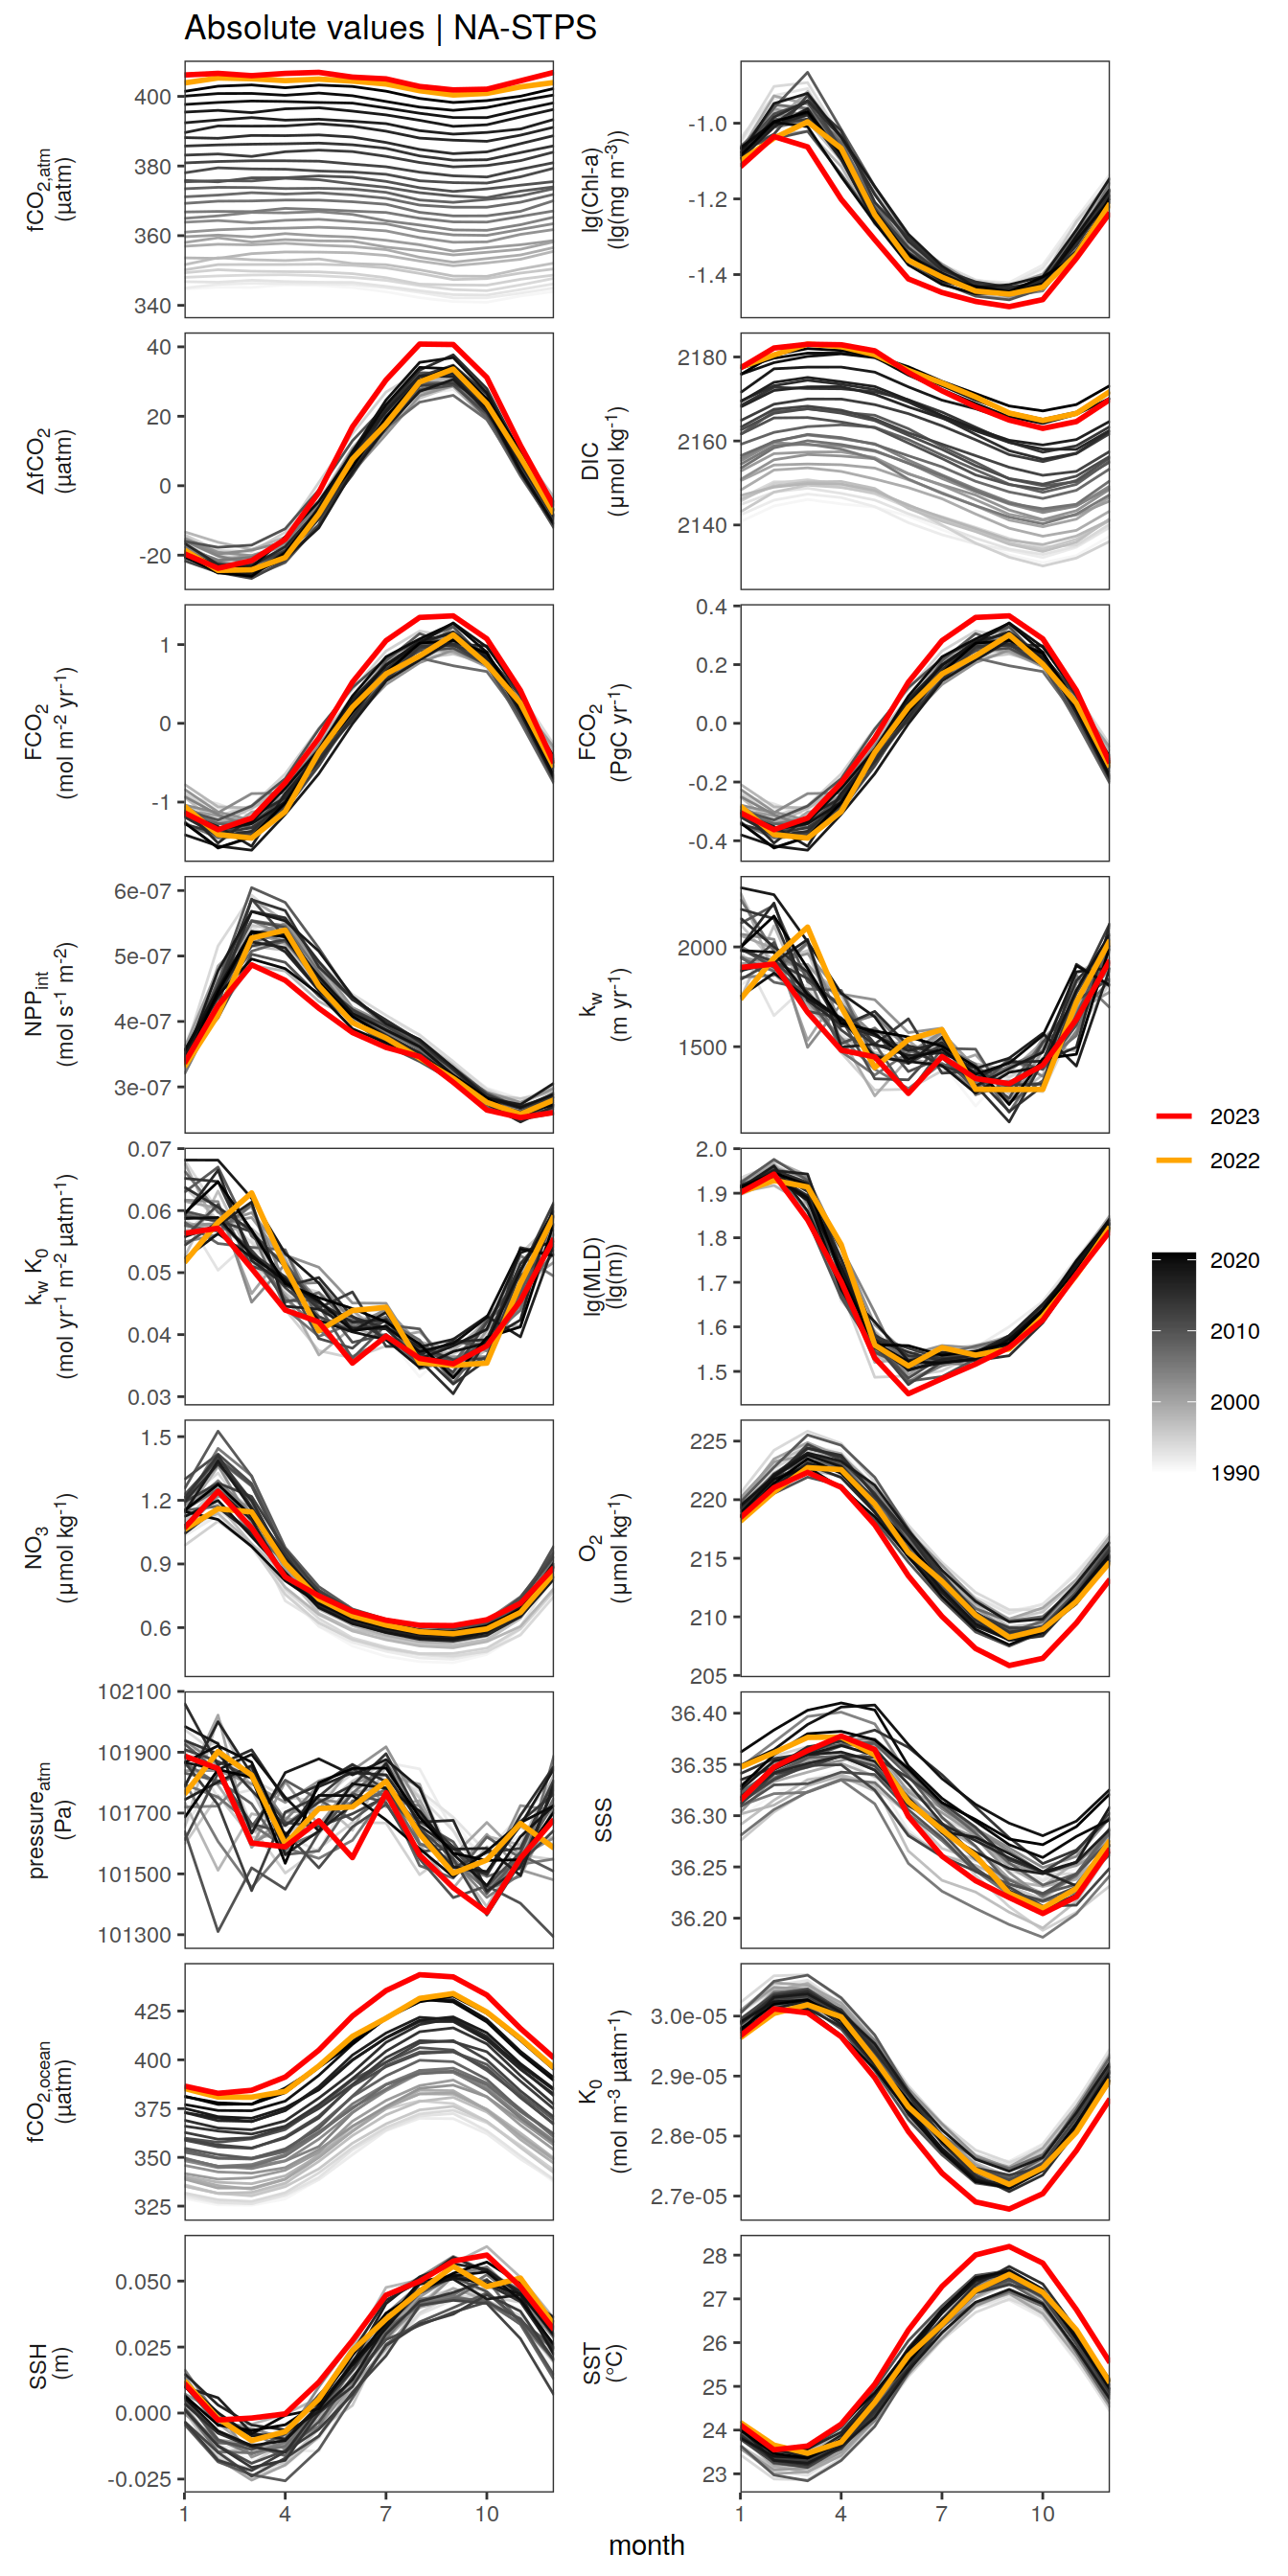 Absolute values | NA-STPS
fCO2,atm
(µatm)
400
380
360
340
lg(Chl-a)
(lg(mg m-3))
-1.0
-1.2
-1.4
ΔfCO2
(µatm)
40
20
0
-20
DIC
(µmol kg-1)
2180
2160
2140
FCO2
(mol m-2 yr-1)
1
0
-1
FCO2
(PgC yr-1)
0.4
0.2
0.0
-0.2
-0.4
NPPint
(mol s-1 m-2)
6e-07
5e-07
4e-07
3e-07
kw
(m yr-1)
2000
1500
kw K0
(mol yr-1 m-2 µatm-1)
0.07
0.06
0.05
0.04
0.03
lg(MLD)
(lg(m))
2.0
1.9
1.8
1.7
1.6
1.5
2023
2022
2020
2010
2000
1990
NO3
(µmol kg-1)
1.5
1.2
0.9
0.6
O2
(µmol kg-1)
225
220
215
210
205
pressureatm
(Pa)
102100
101900
101700
101500
101300
SSS
36.40
36.35
36.30
36.25
36.20
fCO2,ocean
(µatm)
425
400
375
350
325
K0
(mol m-3 µatm-1)
3.0e-05
2.9e-05
2.8e-05
2.7e-05
SSH
(m)
0.050
0.025
0.000
-0.025
SST
(°C)
28
27
26
25
24
23
1 4 7 10
1 4 7 10
month